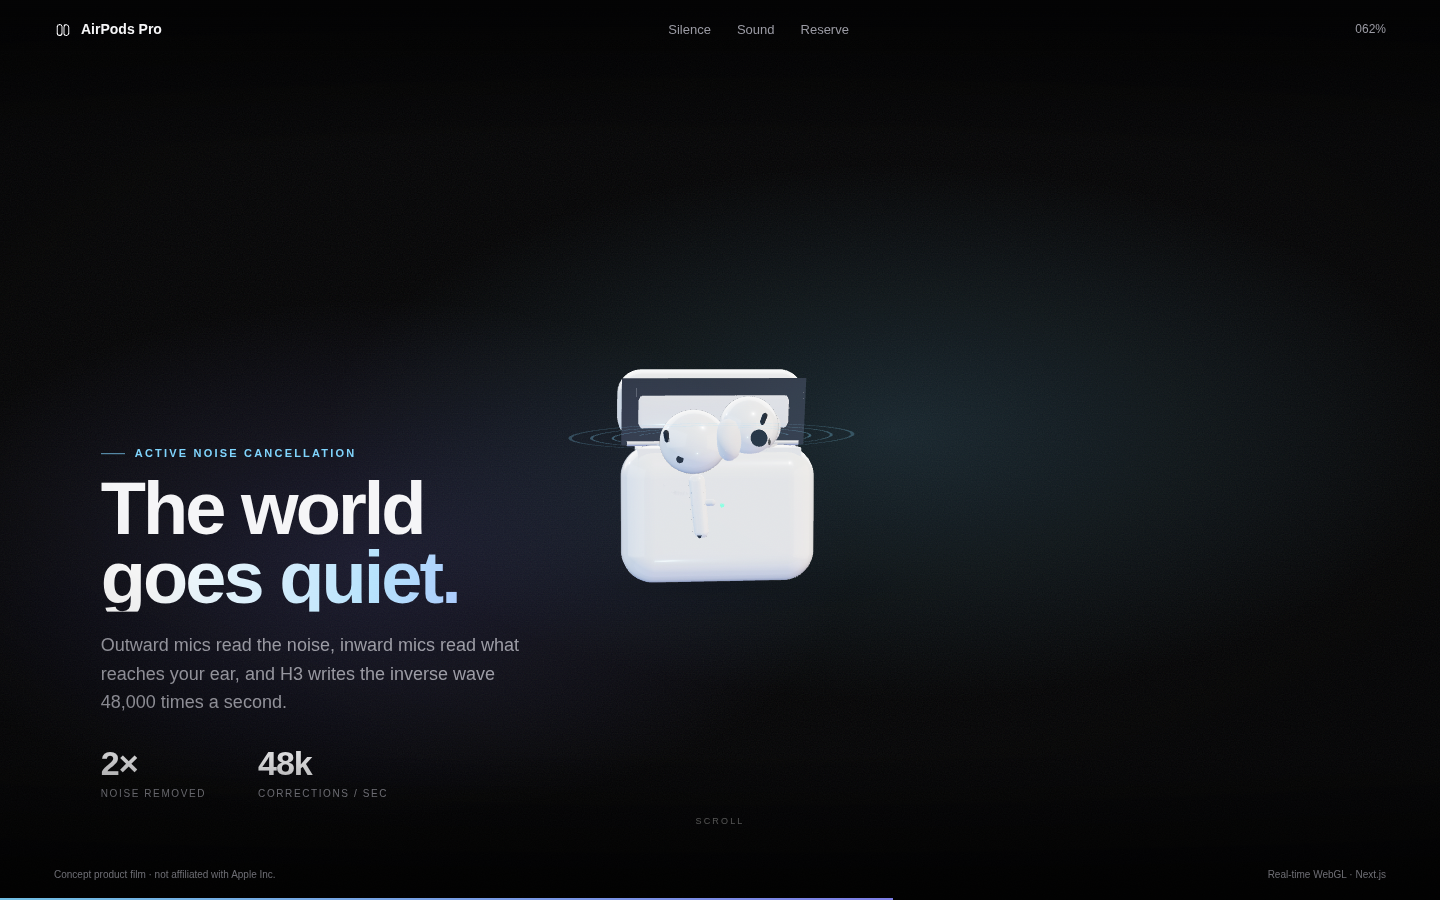 AirPods Pro
Silence
Sound
Reserve
062%
ACTIVE NOISE CANCELLATION
The world
goes quiet.
Outward mics read the noise, inward mics read what
reaches your ear, and H3 writes the inverse wave
48,000 times a second.
2×
48k
NOISE REMOVED
CORRECTIONS / SEC
SCROLL
Concept product film · not affiliated with Apple Inc.
Real-time WebGL · Next.js